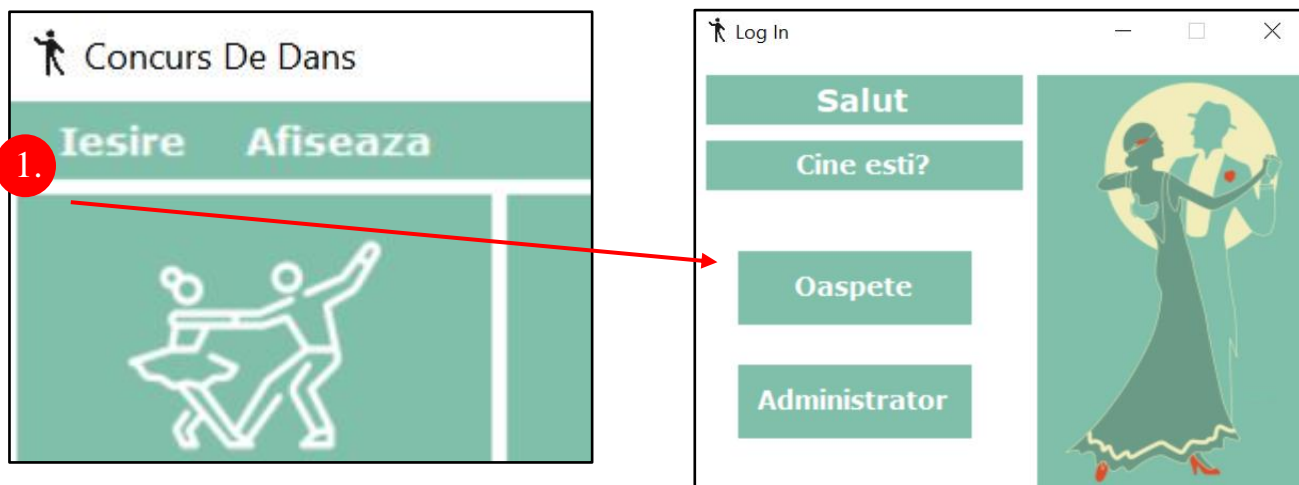 Concurs De Dans
Iesire Afiseaza
1.
Log In
Salut
Cine esti?
Oaspete
Administrator